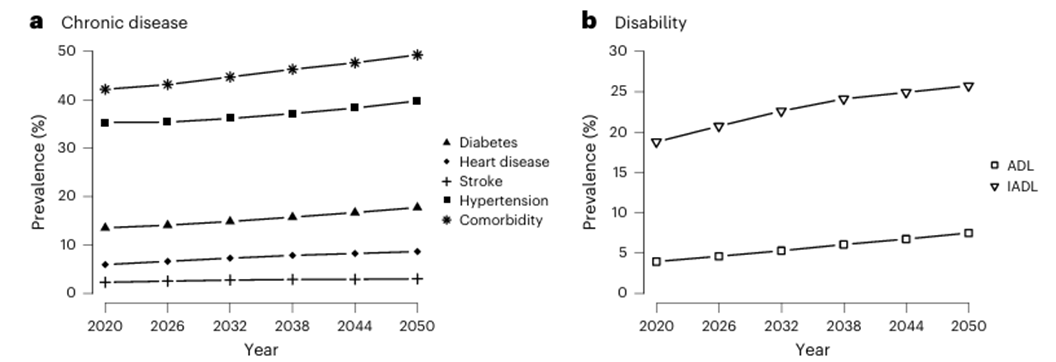 a Chronic disease
50
40
30
20
10
0
Prevalence (%)
2020 2026 2032 2038 2044 2050
Year
Diabetes
Heart disease
Stroke
Hypertension
Comorbidity
b Disability
30
25
20
15
10
5
0
Prevalence (%)
2020 2026 2032 2038 2044 2050
Year
ADL
IADL